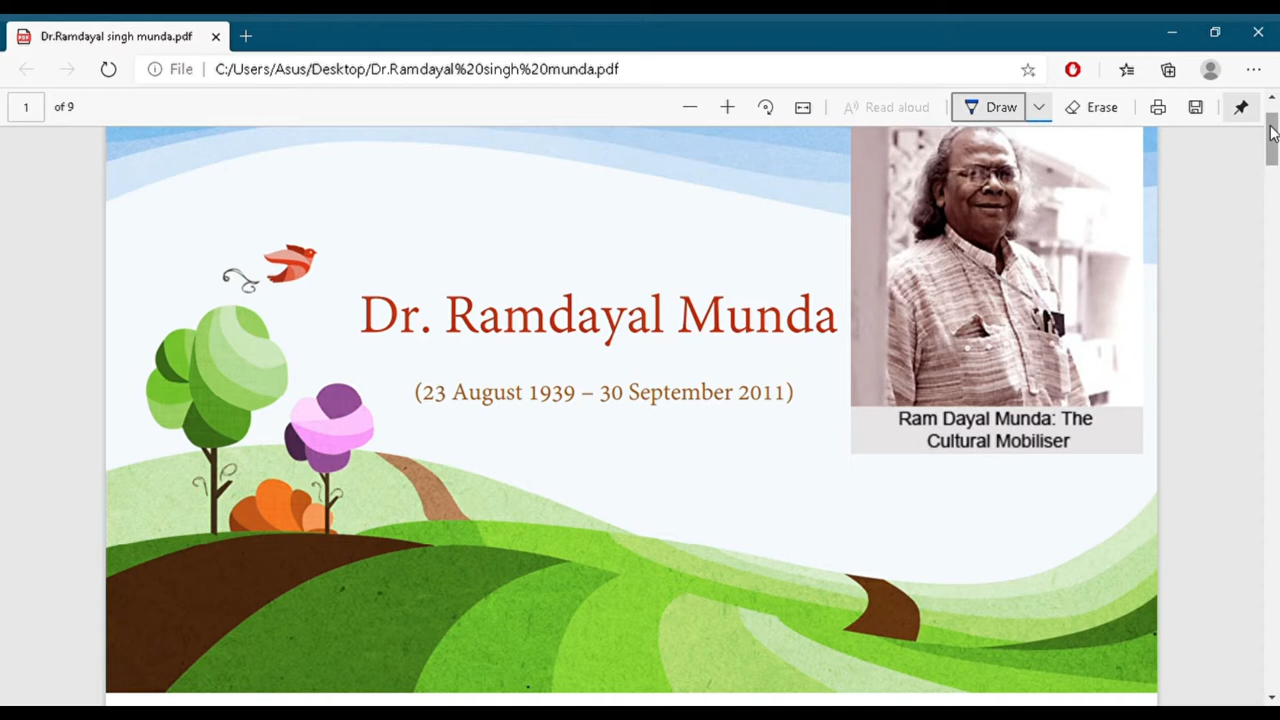 Dr.Ramdayal singh munda.pdf
File C:/Users/Asus/Desktop/Dr.Ramdayal%20singh%20munda.pdf
1 of 9 Read aloud Draw Erase
Dr. Ramdayal Munda
(23 August 1939 – 30 September 2011)
Ram Dayal Munda: The
Cultural Mobiliser